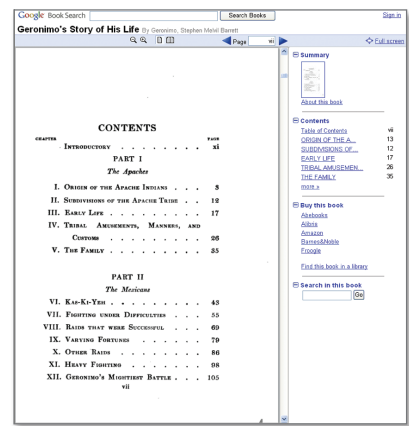 Google Book Search Search Books Sign in
Geronimo's Story of His Life By Geronimo, Stephen Melvil Barrett
Page vii Full screen
CONTENTS
CHAPTER PAGE
Introductory . . . . . . . . xi
PART I
The Apaches
I. Origin of the Apache Indians . . . 3
II. Subdivisions of the Apache Tribe . . . 12
III. Early Life . . . . . . . . 17
IV. Tribal Amusements, Manners, and
Customs . . . . . . . . 26
V. The Family . . . . . . . . 35
PART II
The Mexicans
VI. Kas-Ki-Yeh . . . . . . . . 43
VII. Fighting under Difficulties . . . 55
VIII. Raids that were Successful . . . 69
IX. Varying Fortunes . . . . . . 79
X. Other Raids . . . . . . . 86
XI. Heavy Fighting . . . . . . 98
XII. Geronimo's Mightiest Battle . . . 105
vii
Summary
About this book
Contents
Table of Contents vii
ORIGIN OF THE A... 13
SUBDIVISIONS OF... 12
EARLY LIFE 17
TRIBAL AMUSEMEN... 26
THE FAMILY 35
more »
Buy this book
Abebooks
Alibris
Amazon
Barnes&Noble
Froogle
Find this book in a library
Search in this book
Go